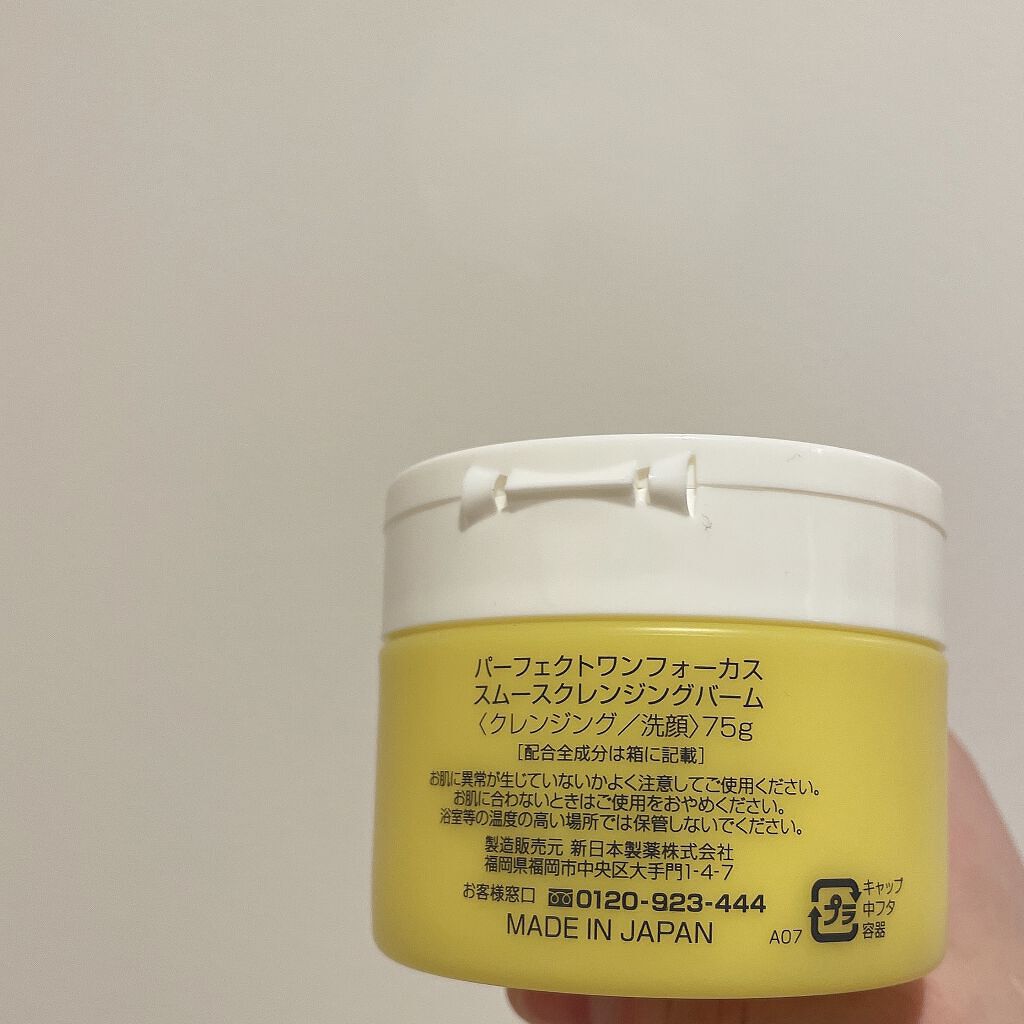 パーフェクトワンフォーカス
スムースクレンジングバーム
〈クレンジング／洗顔〉75g
［配合全成分は箱に記載］
お肌に異常が生じていないかよく注意してご使用ください。
お肌に合わないときはご使用をおやめください。
浴室等の温度の高い場所では保管しないでください。
製造販売元 新日本製薬株式会社
福岡県福岡市中央区大手門1-4-7
お客様窓口 0120-923-444
MADE IN JAPAN
A07
プラ
キャップ
中フタ
容器